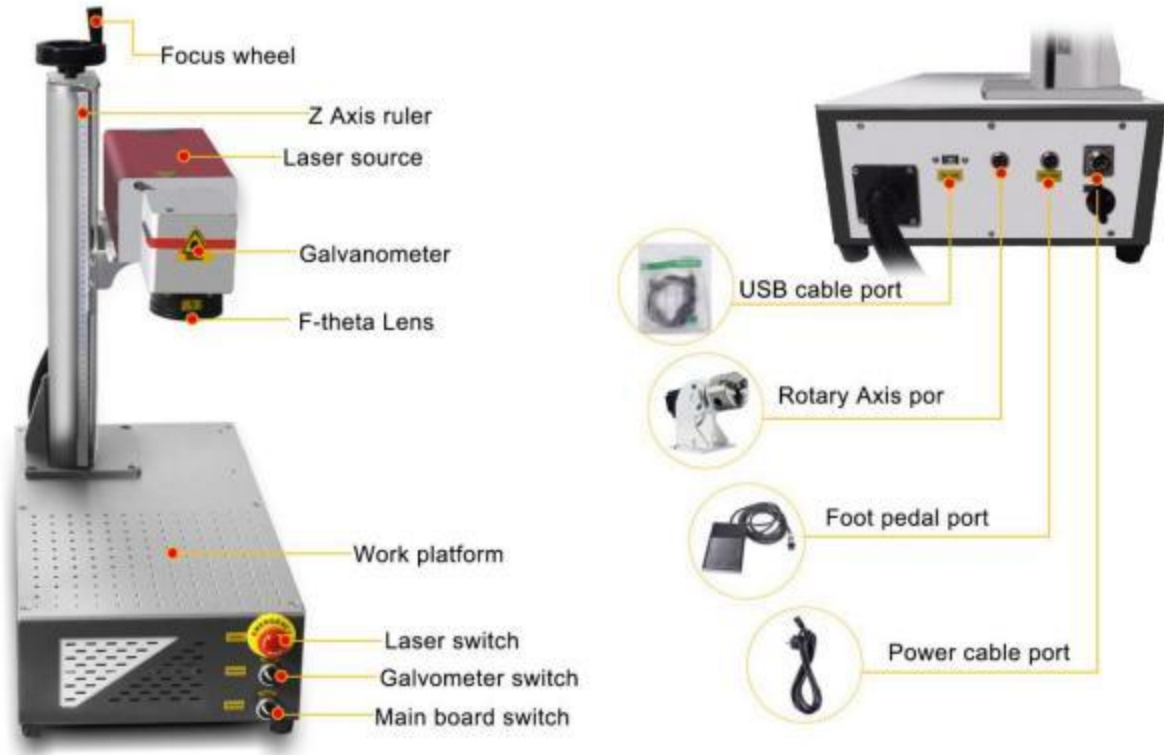 Focus wheel
Z Axis ruler
Laser source
Galvanometer
F-theta Lens
Work platform
EMERGENCY
Laser switch
Galvometer switch
Main board switch
USB cable port
Rotary Axis por
Foot pedal port
Power cable port